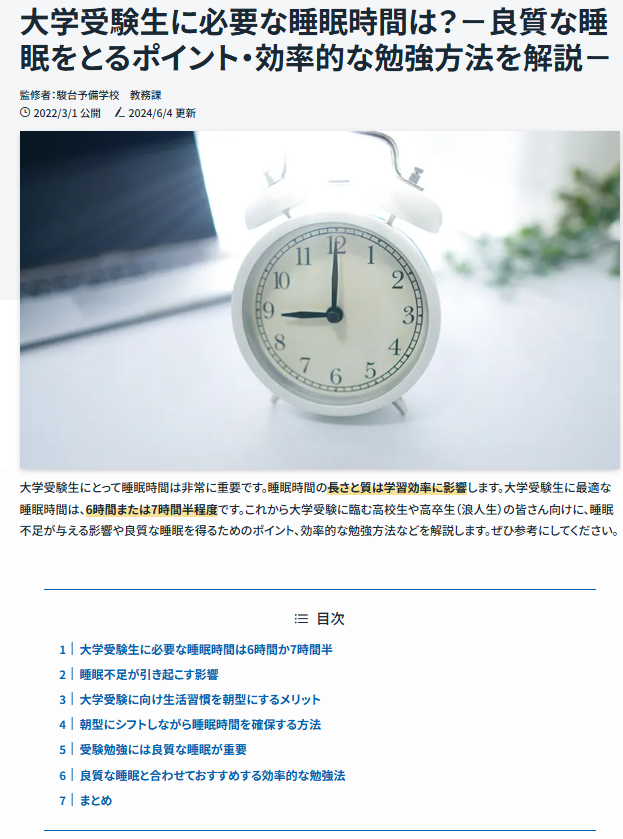 大学受験生に必要な睡眠時間は？－良質な睡
眠をとるポイント・効率的な勉強方法を解説－
監修者：駿台予備学校　教務課
2022/3/1 公開 2024/6/4 更新
12
11 1
10 2
9 3
8 4
7 5
6
大学受験生にとって睡眠時間は非常に重要です。睡眠時間の長さと質は学習効率に影響します。大学受験生に最適な
睡眠時間は、6時間または7時間半程度です。これから大学受験に臨む高校生や高卒生（浪人生）の皆さん向けに、睡眠
不足が与える影響や良質な睡眠を得るためのポイント、効率的な勉強方法などを解説します。ぜひ参考にしてください。
目次
1 大学受験生に必要な睡眠時間は6時間か7時間半
2 睡眠不足が引き起こす影響
3 大学受験に向け生活習慣を朝型にするメリット
4 朝型にシフトしながら睡眠時間を確保する方法
5 受験勉強には良質な睡眠が重要
6 良質な睡眠と合わせておすすめする効率的な勉強法
7 まとめ